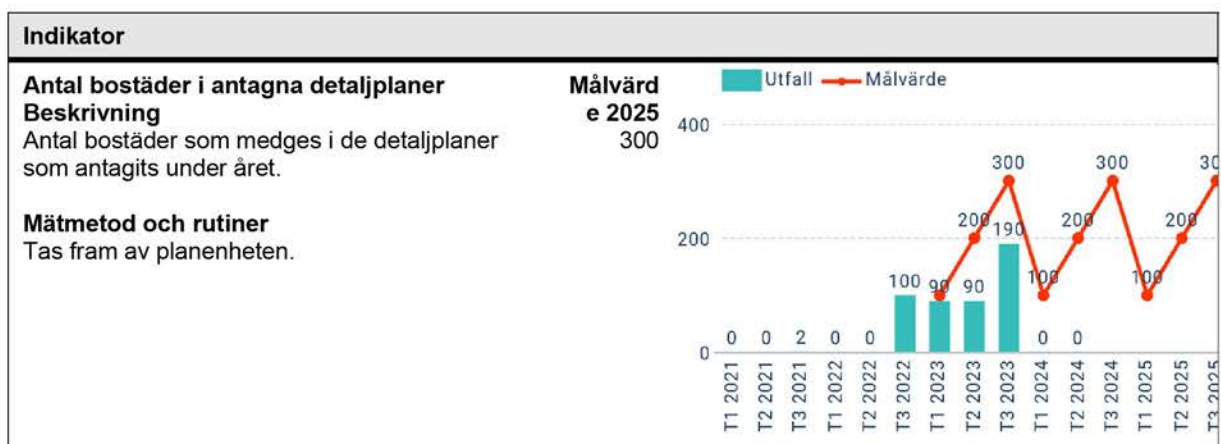 Indikator
Antal bostäder i antagna detaljplaner
Beskrivning
Antal bostäder som medges i de detaljplaner
som antagits under året.
Mätmetod och rutiner
Tas fram av planenheten.
Målvärd
e 2025
300
Utfall Målvärde
400
200
0
0 0 2 0 0 100 90 90 190 0 0
200 300 100 200 300 100 200 30
T1 2021
T2 2021
T3 2021
T1 2022
T2 2022
T3 2022
T1 2023
T2 2023
T3 2023
T1 2024
T2 2024
T3 2024
T1 2025
T2 2025
T3 2025